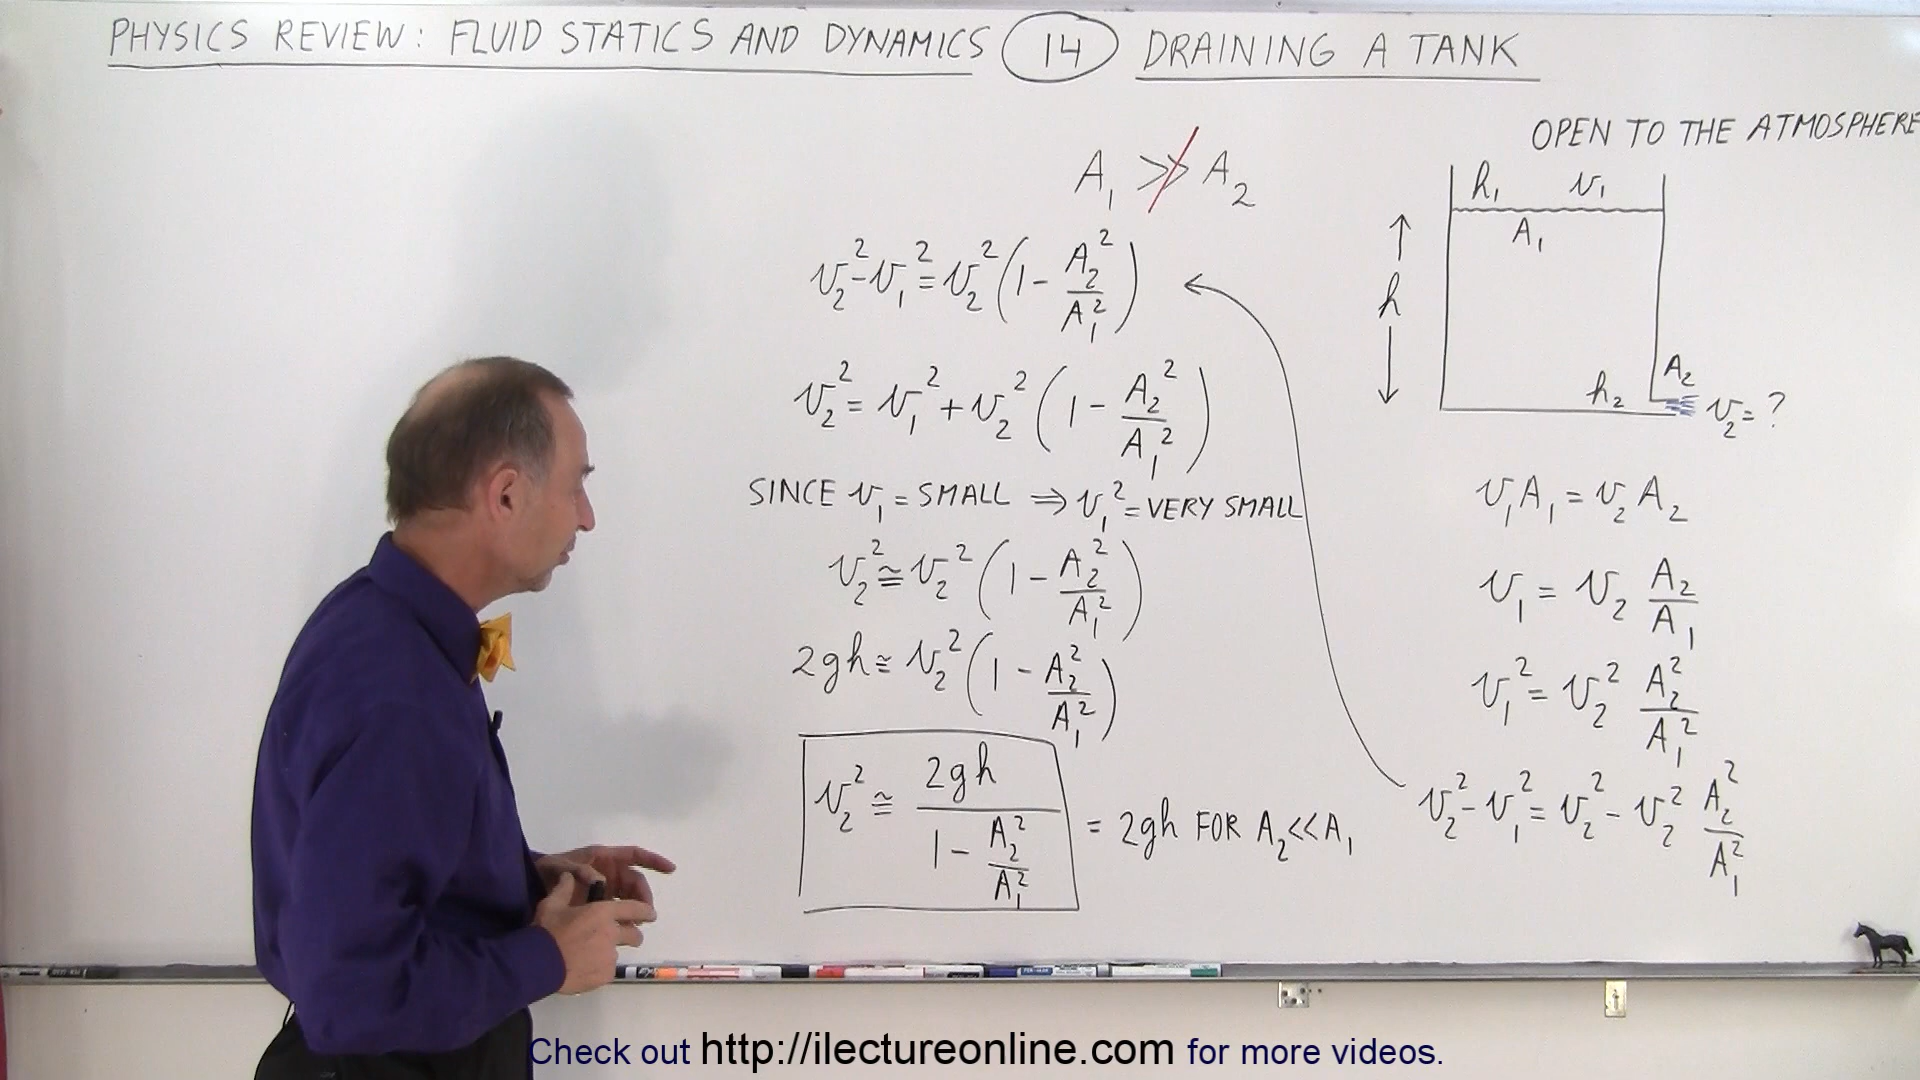 PHYSICS REVIEW: FLUID STATICS AND DYNAMICS 14 DRAINING A TANK
OPEN TO THE ATMOSPHERE
A₁ >> A₂
h₁ v₁
A₁
h
h₂
A₂
v₂ = ?
v₂² - v₁² = v₂² (1 - A₂²/A₁²)
v₂² = v₁² + v₂² (1 - A₂²/A₁²)
SINCE v₁ = SMALL ⇒ v₁² = VERY SMALL
v₂² ≅ v₂² (1 - A₂²/A₁²)
2gh ≅ v₂² (1 - A₂²/A₁²)
v₂² ≅ 2gh / (1 - A₂²/A₁²) = 2gh FOR A₂ << A₁
v₁A₁ = v₂A₂
v₁ = v₂ A₂/A₁
v₁² = v₂² A₂²/A₁²
v₂² - v₁² = v₂² - v₂² A₂²/A₁²
Check out http://ilectureonline.com for more videos.